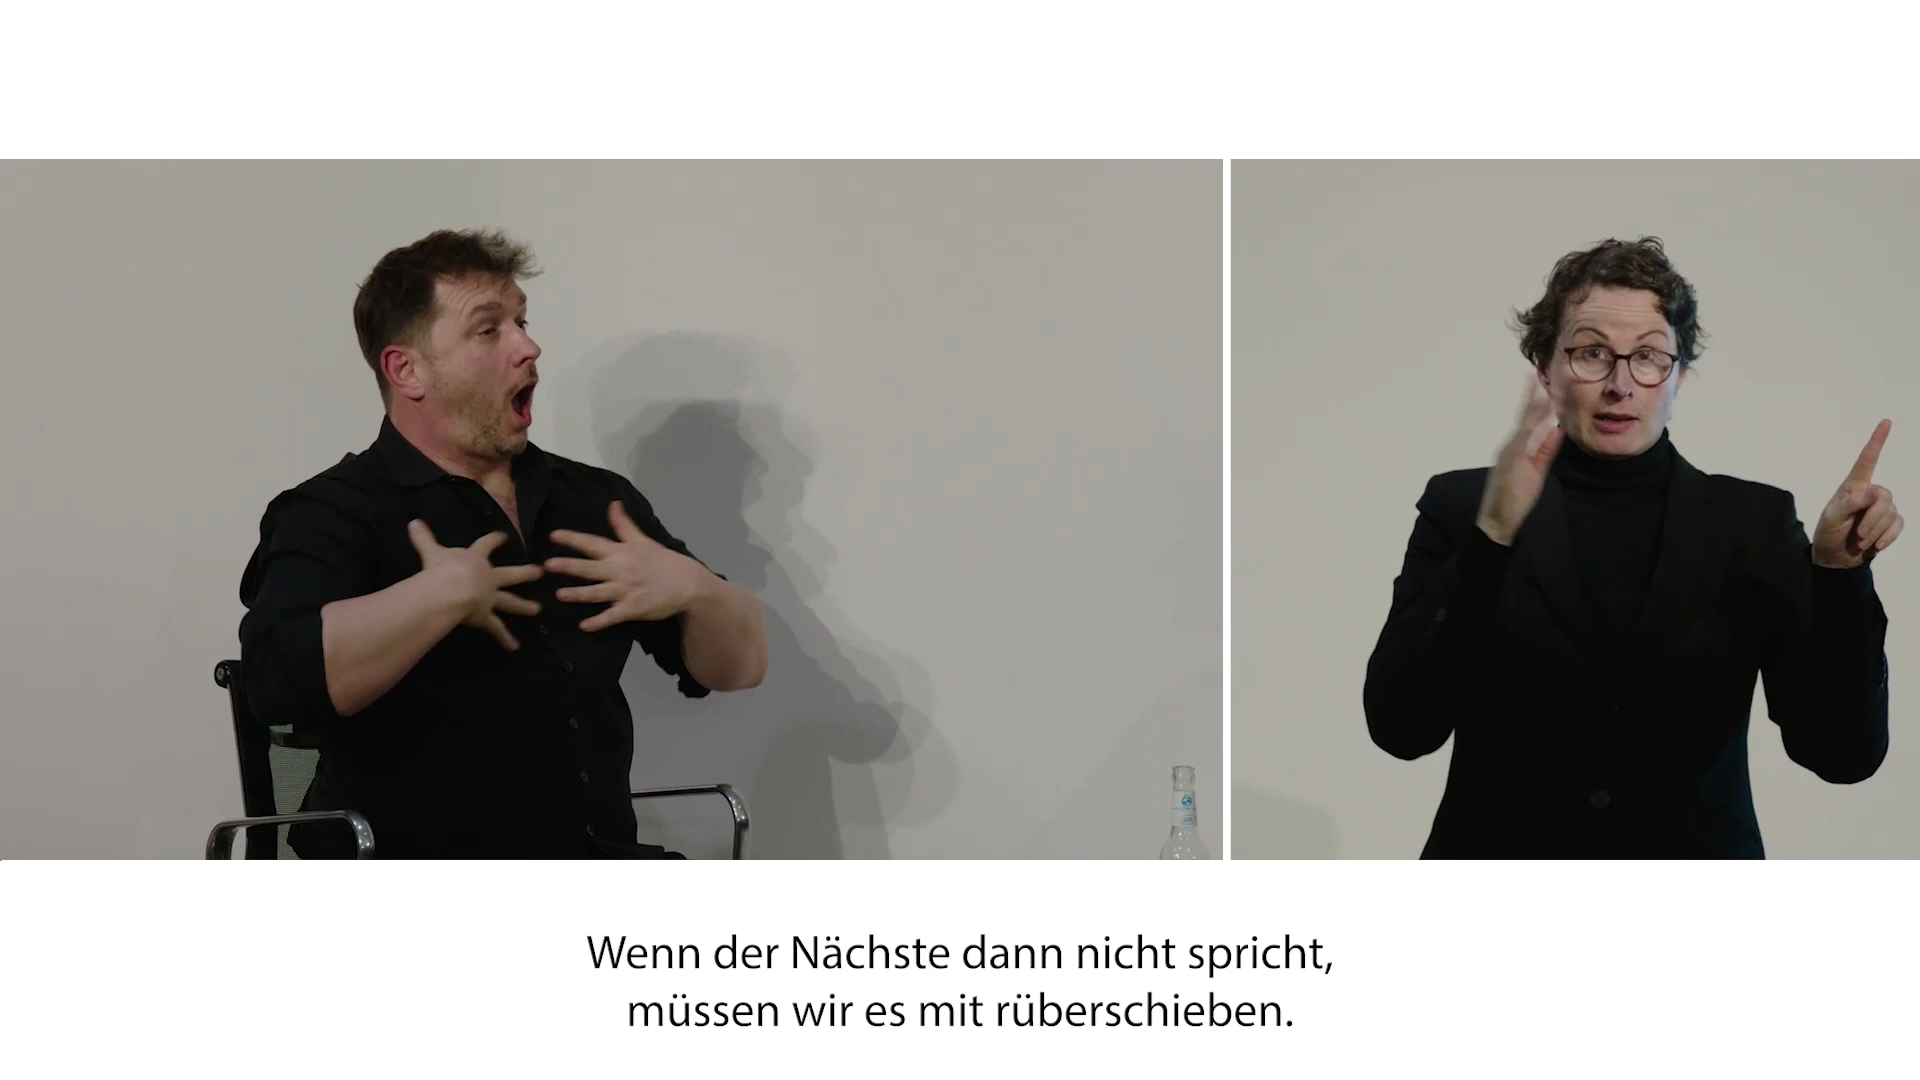 Wenn der Nächste dann nicht spricht,
müssen wir es mit rüberschieben.